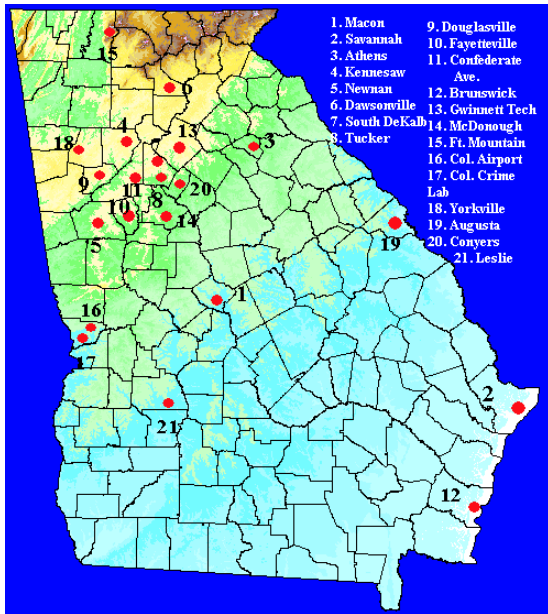 1. Macon
2. Savannah
3. Athens
4. Kennesaw
5. Newnan
6. Dawsonville
7. South DeKalb
8. Tucker
9. Douglasville
10. Fayetteville
11. Confederate
Ave.
12. Brunswick
13. Gwinnett Tech
14. McDonough
15. Ft. Mountain
16. Col. Airport
17. Col. Crime
Lab
18. Yorkville
19. Augusta
20. Conyers
21. Leslie
15
6
4
13
18
7
3
9
11
20
8
10
14
5
19
1
16
17
21
2
12